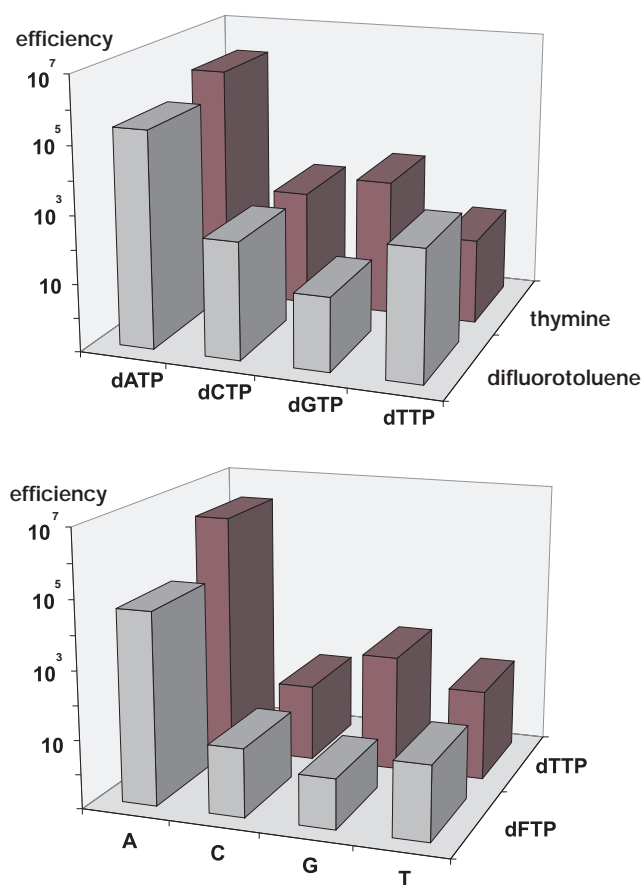 efficiency
10^7
10^5
10^3
10
dATP
dCTP
dGTP
dTTP
thymine
difluorotoluene
efficiency
10^7
10^5
10^3
10
A
C
G
T
dTTP
dFTP